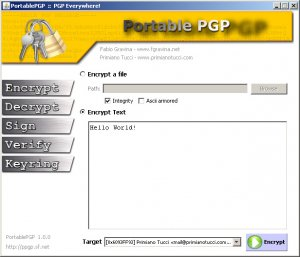 PortablePGP :: PGP Everywhere!
Portable PGP
Fabio Gravina - www.fgravina.net
Primiano Tucci - www.primianotucci.com
Encrypt
Decrypt
Sign
Verify
Keyring
Encrypt a file
Path:
Browse
Integrity
Ascii armored
Encrypt Text
Hello World!
PortablePGP 1.0.0
http://ppgp.sf.net
Target
Primiano Tucci <mail@primianotucci.com...
Encrypt